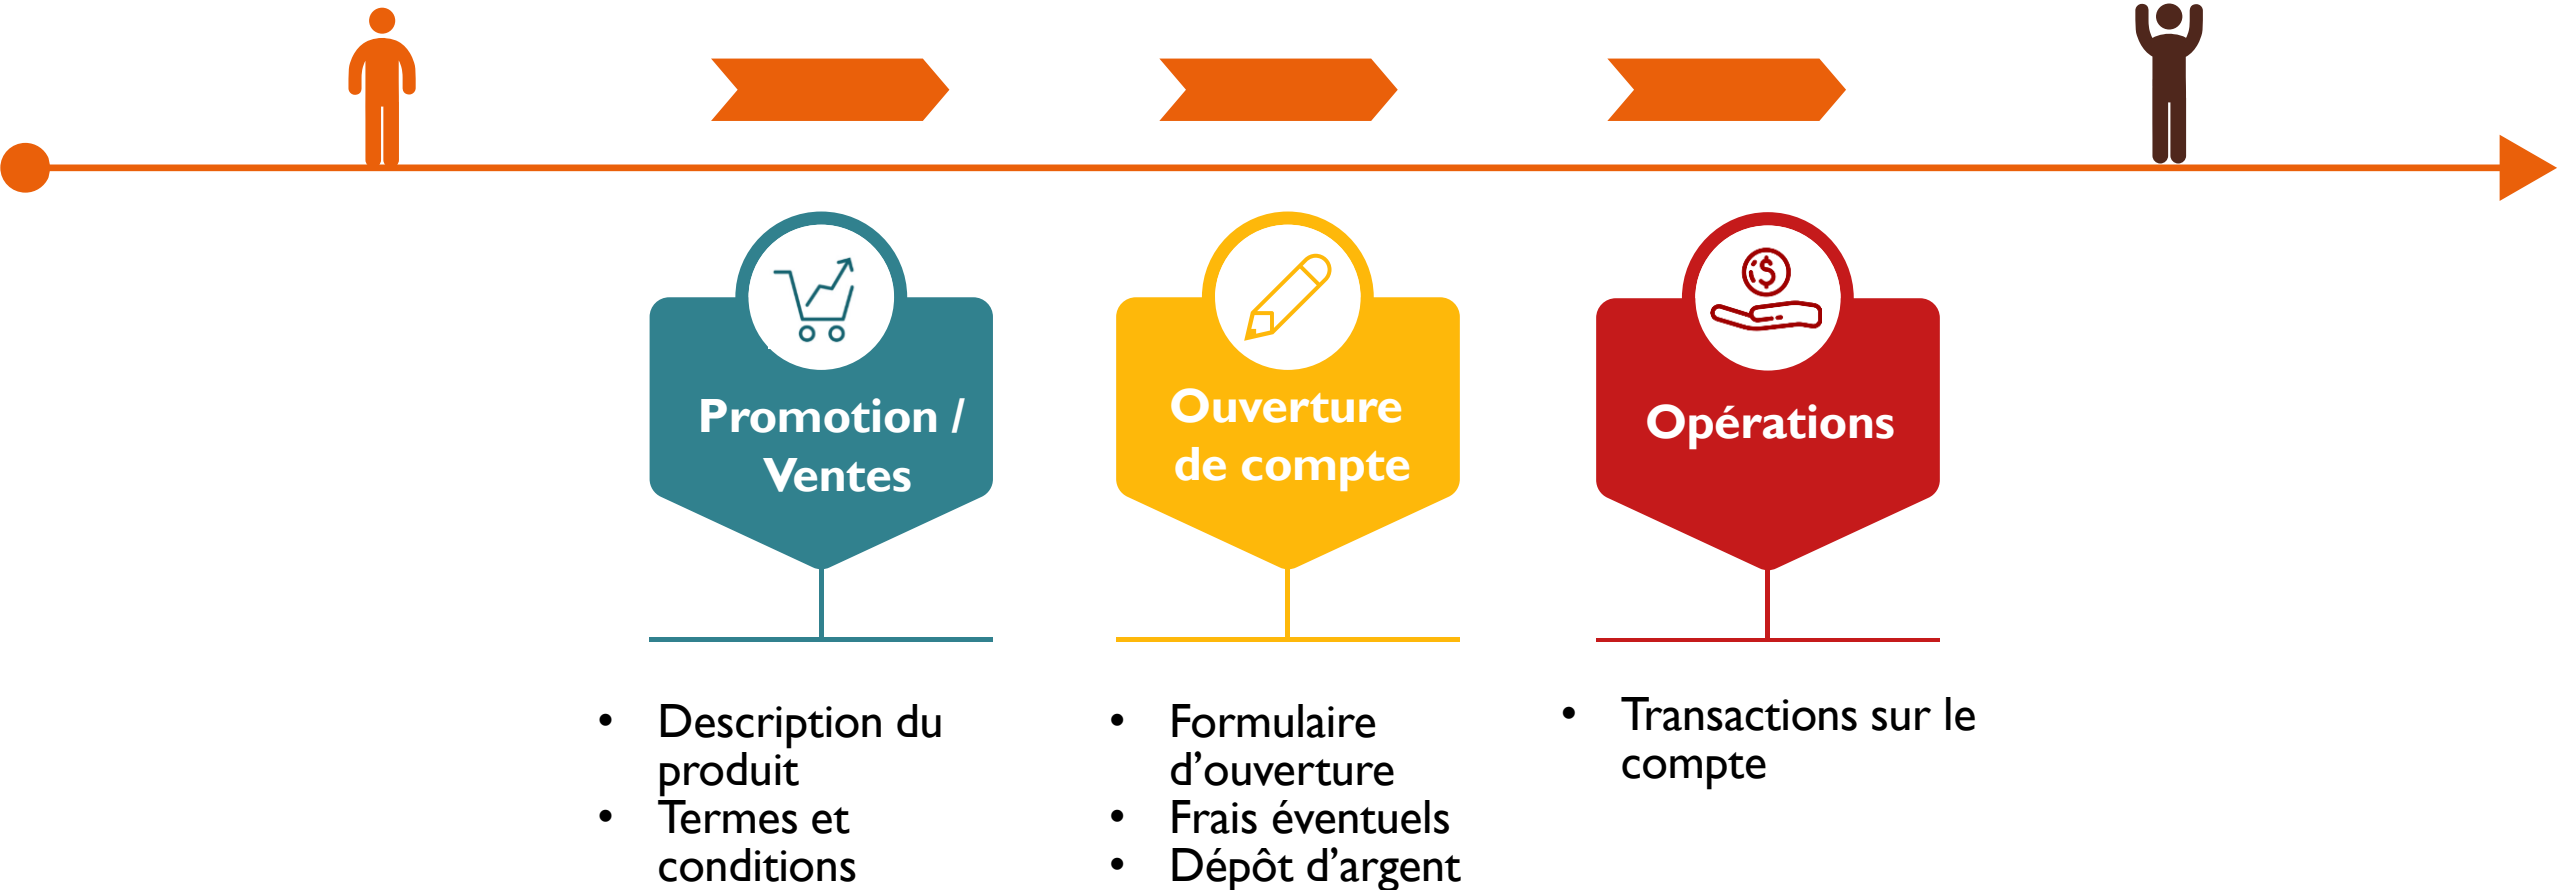 Promotion /
Ventes
Ouverture
de compte
Opérations
• Description du
produit
• Termes et
conditions
• Formulaire
d’ouverture
• Frais éventuels
• Dépôt d’argent
• Transactions sur le
compte